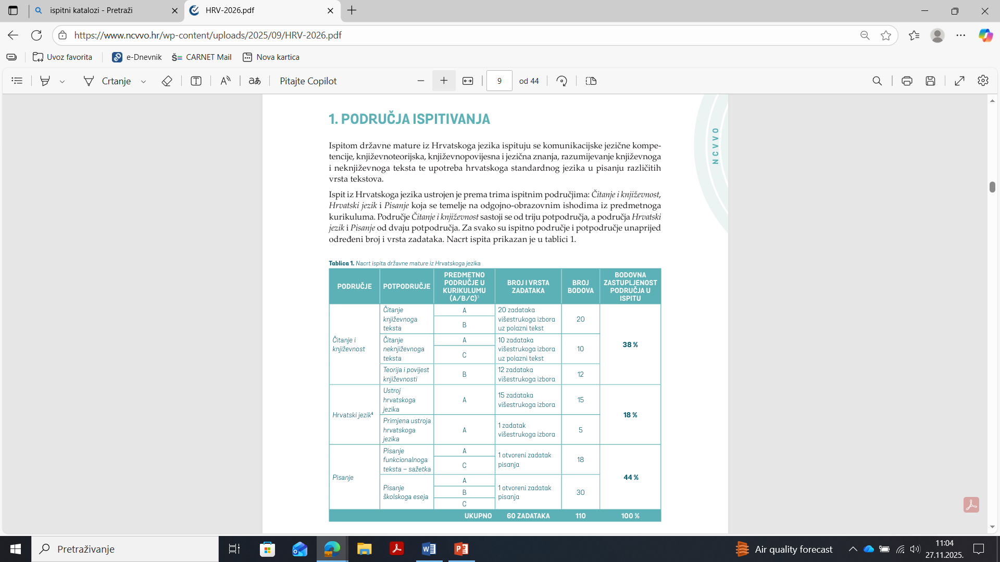 ispitni katalozi - Pretraži
HRV-2026.pdf
https://www.ncvvo.hr/wp-content/uploads/2025/09/HRV-2026.pdf
Uvoz favorita
e-Dnevnik
CARNET Mail
Nova kartica
Crtanje
Pitajte Copilot
9 od 44
1. PODRUČJA ISPITIVANJA
NCVVO
Ispitom državne mature iz Hrvatskoga jezika ispituju se komunikacijske jezične kompe-
tencije, književnoteorijska, književnopovijesna i jezična znanja, razumijevanje književnoga
i neknjiževnoga teksta te upotreba hrvatskoga standardnog jezika u pisanju različitih
vrsta tekstova.
Ispit iz Hrvatskoga jezika ustrojen je prema trima ispitnim područjima: Čitanje i književnost,
Hrvatski jezik i Pisanje koja se temelje na odgojno-obrazovnim ishodima iz predmetnoga
kurikuluma. Područje Čitanje i književnost sastoji se od triju potpodručja, a područja Hrvatski
jezik i Pisanje od dvaju potpodručja. Za svako su ispitno područje i potpodručje unaprijed
određeni broj i vrsta zadataka. Nacrt ispita prikazan je u tablici 1.
Tablica 1. Nacrt ispita državne mature iz Hrvatskoga jezika
PODRUČJE
POTPODRUČJE
PREDMETNO
PODRUČJE U
KURIKULUMU
(A/B/C)³
BROJ I VRSTA
ZADATAKA
BROJ
BODOVA
BODOVNA
ZASTUPLJENOST
PODRUČJA U
ISPITU
Čitanje i
književnost
Čitanje
književnoga
teksta
A
B
20 zadataka
višestrukoga izbora
uz polazni tekst
20
38 %
Čitanje
neknjiževnoga
teksta
A
C
10 zadataka
višestrukoga izbora
uz polazni tekst
10
Teorija i povijest
književnosti
B
12 zadataka
višestrukoga izbora
12
Hrvatski jezik⁴
Ustroj
hrvatskoga
jezika
A
15 zadataka
višestrukoga izbora
15
18 %
Primjena ustroja
hrvatskoga
jezika
A
1 zadatak
višestrukoga izbora
5
Pisanje
Pisanje
funkcionalnoga
teksta – sažetka
A
C
1 otvoreni zadatak
pisanja
18
44 %
Pisanje
školskoga eseja
A
B
C
1 otvoreni zadatak
pisanja
30
UKUPNO 60 ZADATAKA 110 100 %
Pretraživanje
Air quality forecast
11:04
27.11.2025.